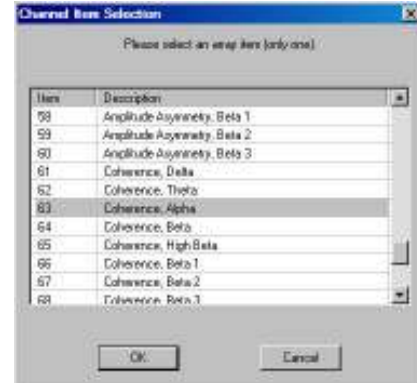 Channel Item Selection
Please select an array item (only one)
Item Description
58 Amplitude Asymmetry, Beta 1
59 Amplitude Asymmetry, Beta 2
60 Amplitude Asymmetry, Beta 3
61 Coherence, Delta
62 Coherence, Theta
63 Coherence, Alpha
64 Coherence, Beta
65 Coherence, High Beta
66 Coherence, Beta 1
67 Coherence, Beta 2
68 Coherence, Beta 3
OK Cancel